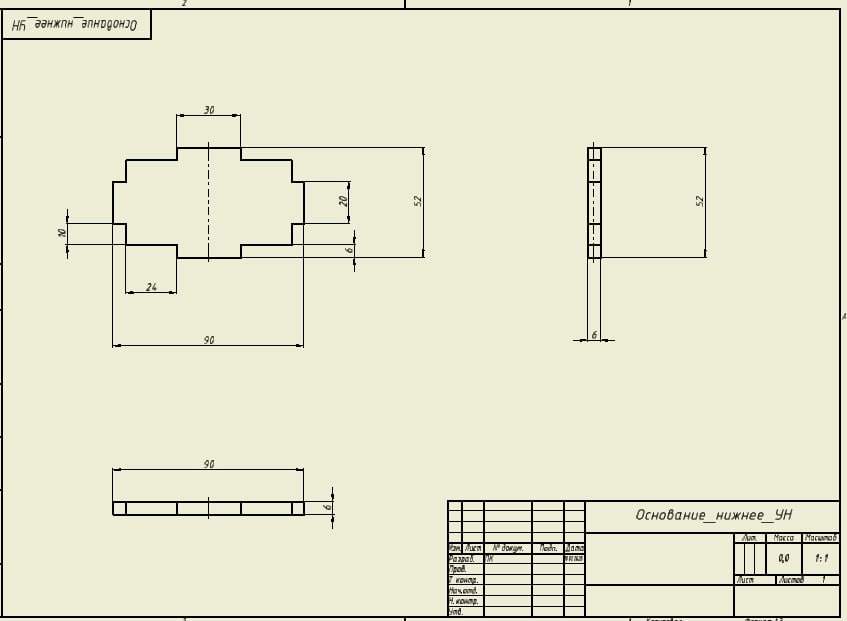 2
1
Основание_нижнее_УН
30
20
52
10
6
24
90
52
6
90
6
Основание_нижнее_УН
Лит. Масса Масштаб
Изм. Лист № докум. Подп. Дата
Разраб. ПК
0,0 1:1
Пров.
Т. контр.
Лист Листов 1
Нач.отд.
Н. контр.
Утв.
Копировал
Формат А3
А